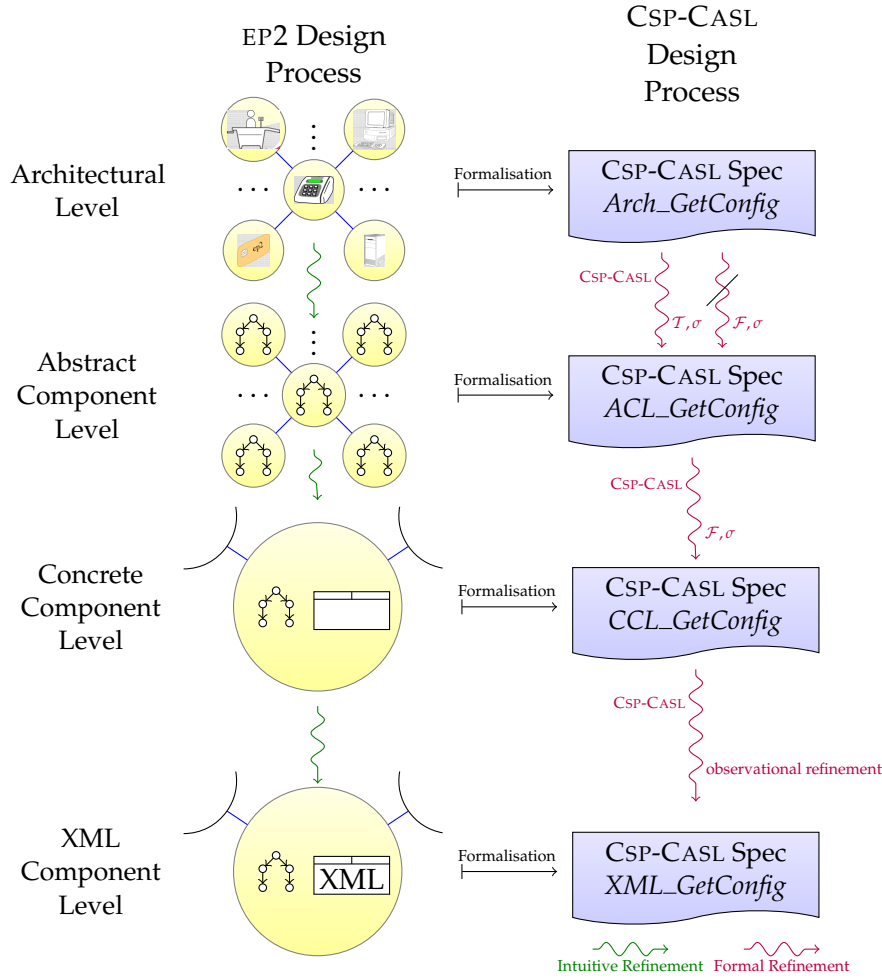 EP2 Design
Process
CSP-CASL
Design
Process
Architectural
Level
ep2
Formalisation
CSP-CASL Spec
Arch_GetConfig
CSP-CASL
T,σ
F,σ
Abstract
Component
Level
Formalisation
CSP-CASL Spec
ACL_GetConfig
CSP-CASL
F,σ
Concrete
Component
Level
Formalisation
CSP-CASL Spec
CCL_GetConfig
CSP-CASL
observational refinement
XML
Component
Level
XML
Formalisation
CSP-CASL Spec
XML_GetConfig
Intuitive Refinement
Formal Refinement